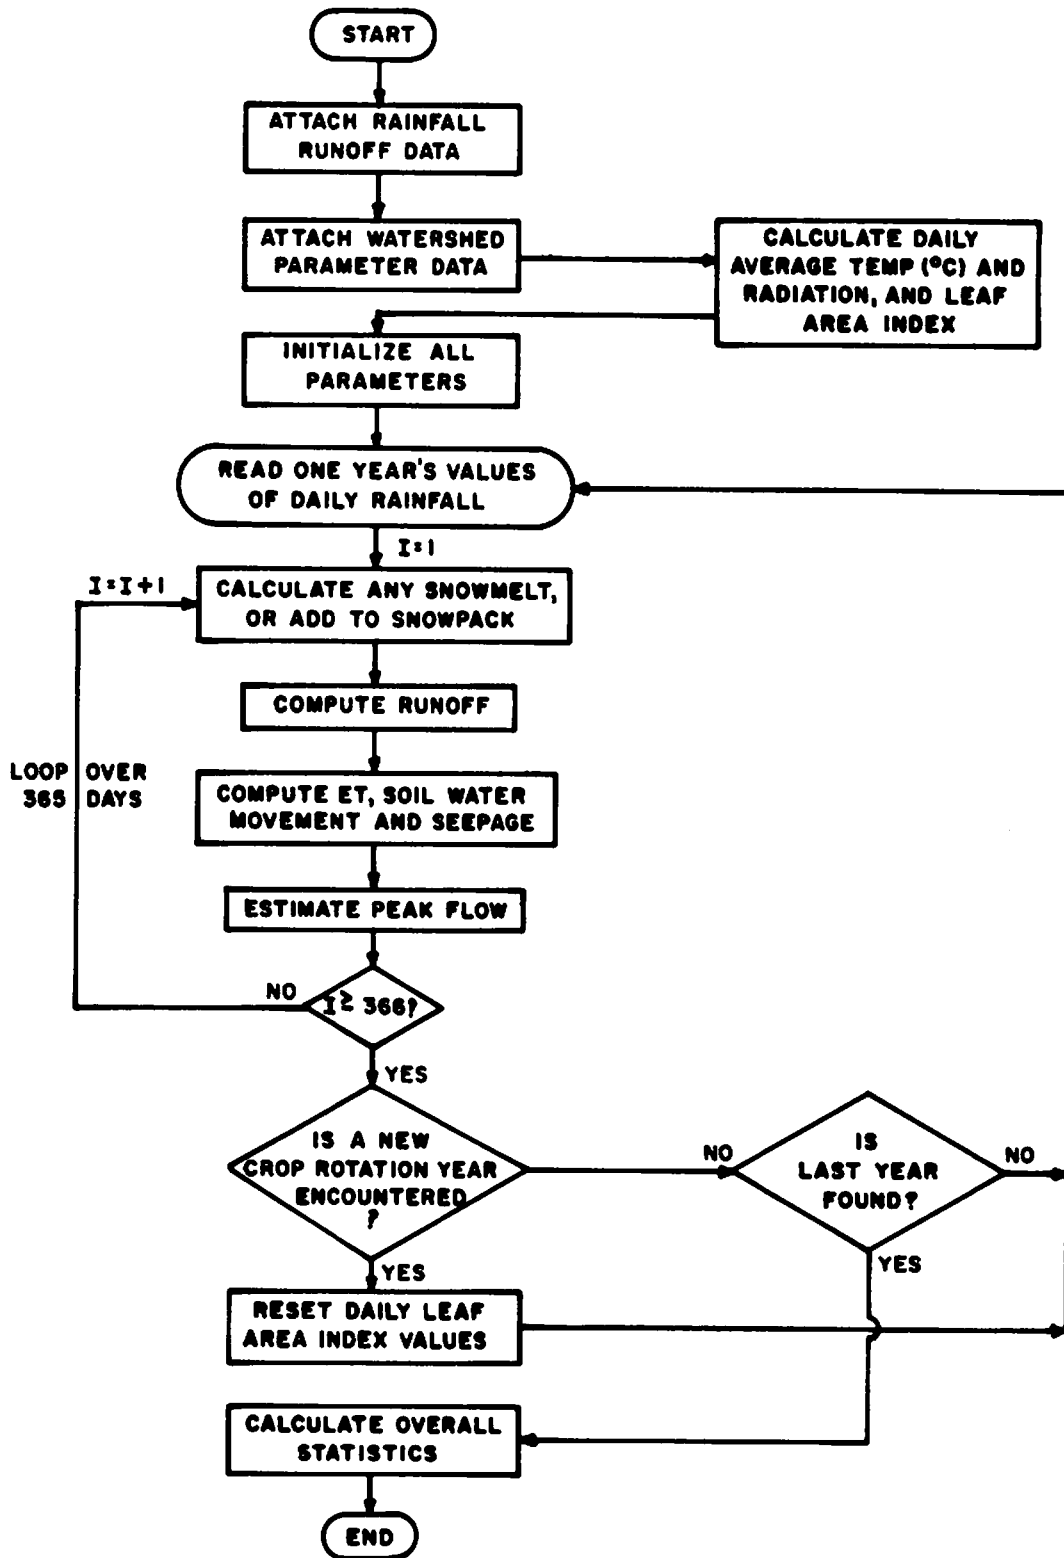 START
ATTACH RAINFALL
RUNOFF DATA
ATTACH WATERSHED
PARAMETER DATA
CALCULATE DAILY
AVERAGE TEMP (°C) AND
RADIATION, AND LEAF
AREA INDEX
INITIALIZE ALL
PARAMETERS
READ ONE YEAR'S VALUES
OF DAILY RAINFALL
I=1
I=I+1
CALCULATE ANY SNOWMELT,
OR ADD TO SNOWPACK
COMPUTE RUNOFF
LOOP OVER
365 DAYS
COMPUTE ET, SOIL WATER
MOVEMENT AND SEEPAGE
ESTIMATE PEAK FLOW
NO
I ≥ 366?
YES
IS A NEW
CROP ROTATION YEAR
ENCOUNTERED
?
NO
IS
LAST YEAR
FOUND?
NO
YES
YES
RESET DAILY LEAF
AREA INDEX VALUES
CALCULATE OVERALL
STATISTICS
END